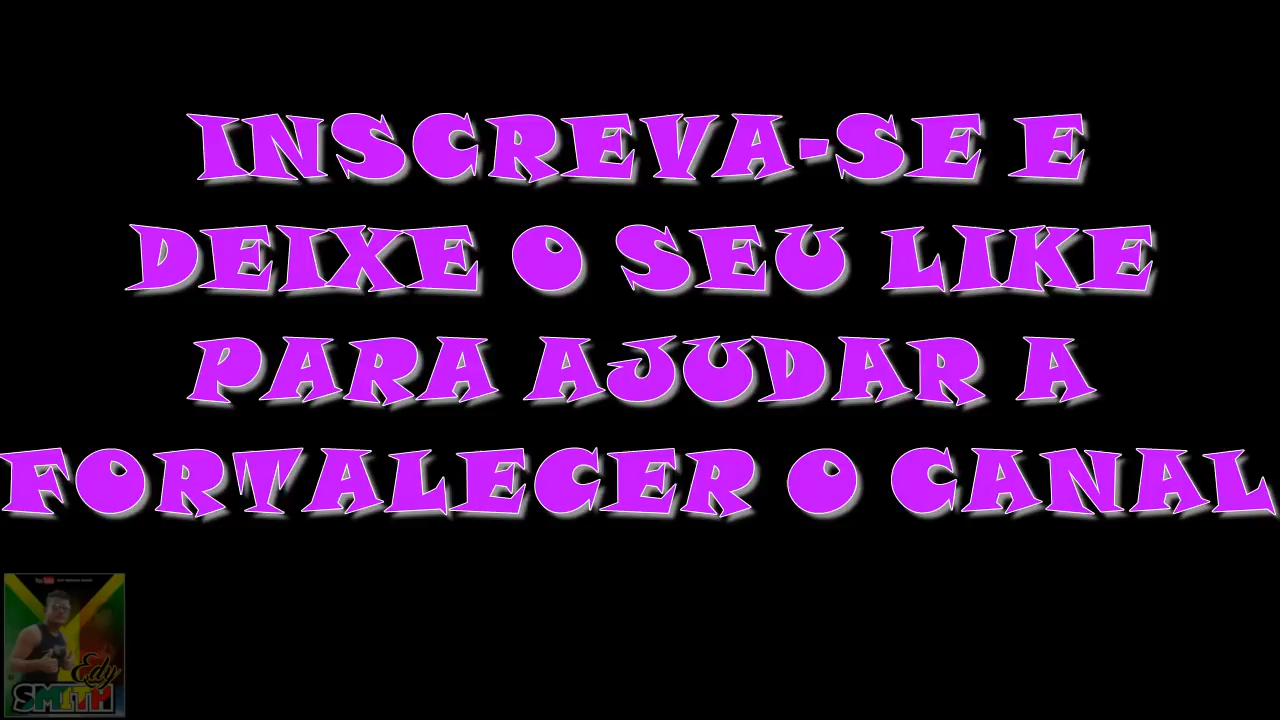 INSCREVA-SE E
DEIXE O SEU LIKE
PARA AJUDAR A
FORTALECER O CANAL
Edy
SMITH